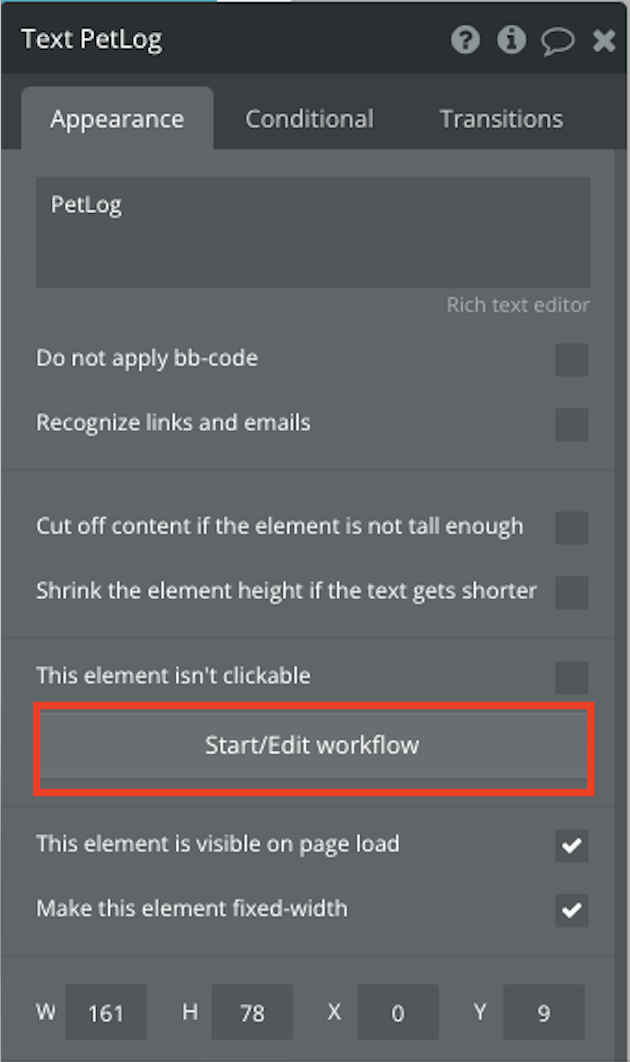 Text PetLog
Appearance Conditional Transitions
PetLog
Rich text editor
Do not apply bb-code
Recognize links and emails
Cut off content if the element is not tall enough
Shrink the element height if the text gets shorter
This element isn't clickable
Start/Edit workflow
This element is visible on page load
Make this element fixed-width
W 161 H 78 X 0 Y 9